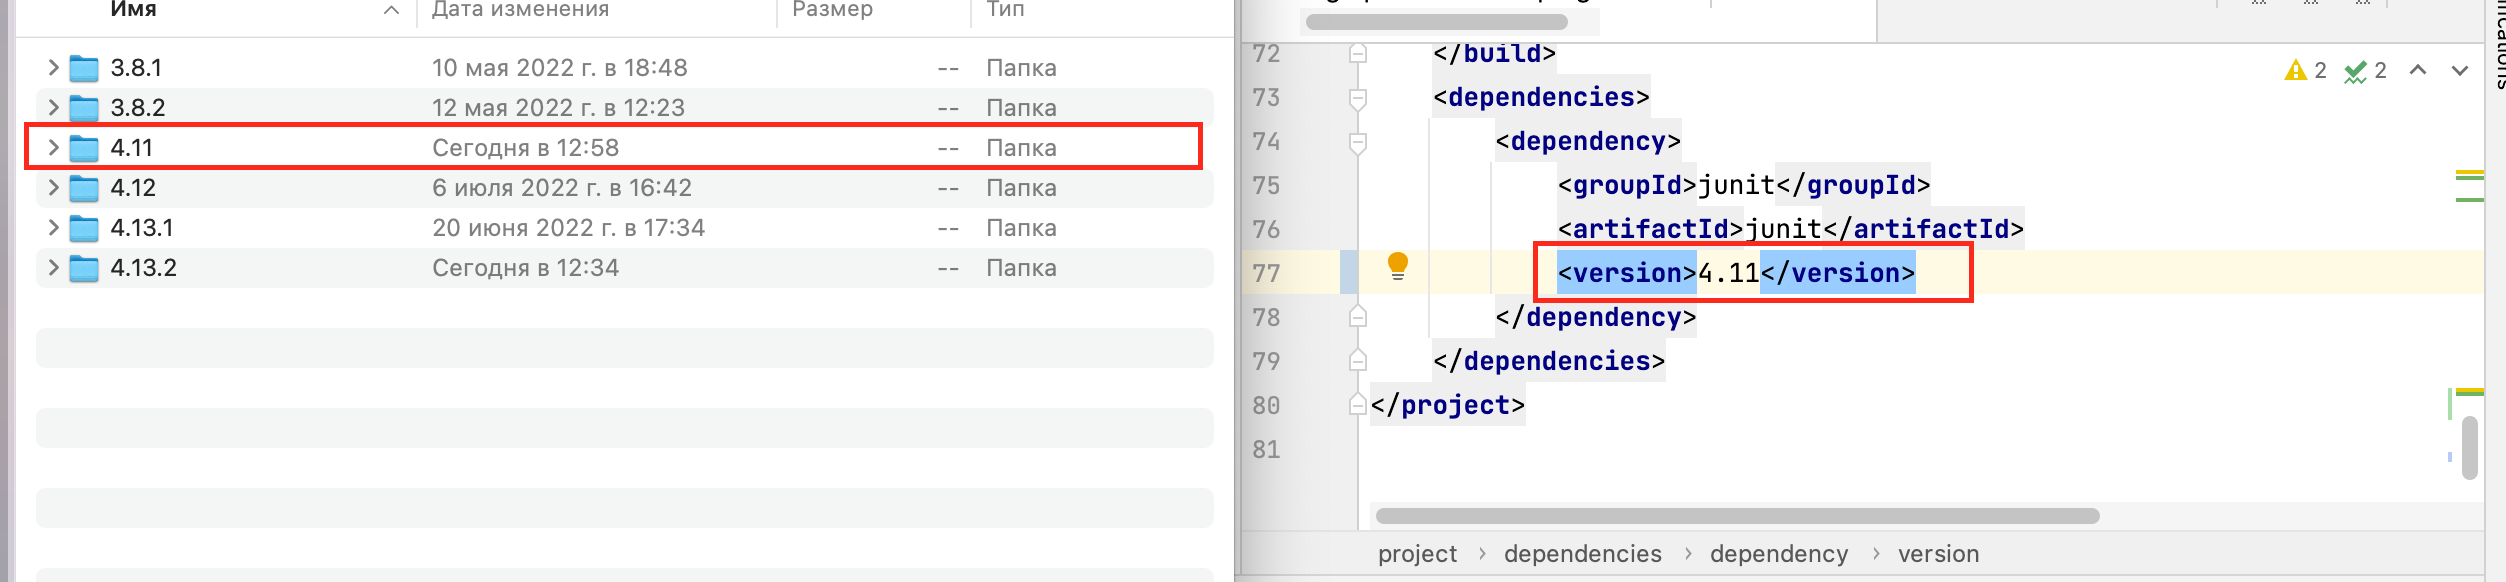 Имя Дата изменения Размер Тип
3.8.1 10 мая 2022 г. в 18:48 -- Папка
3.8.2 12 мая 2022 г. в 12:23 -- Папка
4.11 Сегодня в 12:58 -- Папка
4.12 6 июля 2022 г. в 16:42 -- Папка
4.13.1 20 июня 2022 г. в 17:34 -- Папка
4.13.2 Сегодня в 12:34 -- Папка
72 </build>
73 <dependencies>
74 <dependency>
75 <groupId>junit</groupId>
76 <artifactId>junit</artifactId>
77 <version>4.11</version>
78 </dependency>
79 </dependencies>
80 </project>
81
2 2
project › dependencies › dependency › version